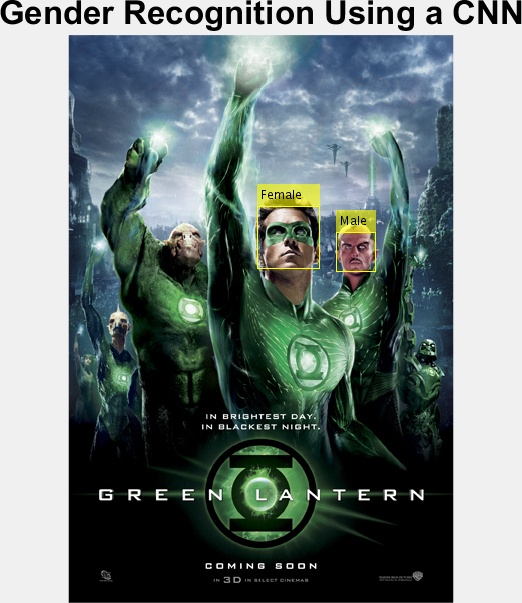 Gender Recognition Using a CNN
Female
Male
IN BRIGHTEST DAY.
IN BLACKEST NIGHT.
GREEN LANTERN
COMING SOON
IN 3D IN SELECT CINEMAS